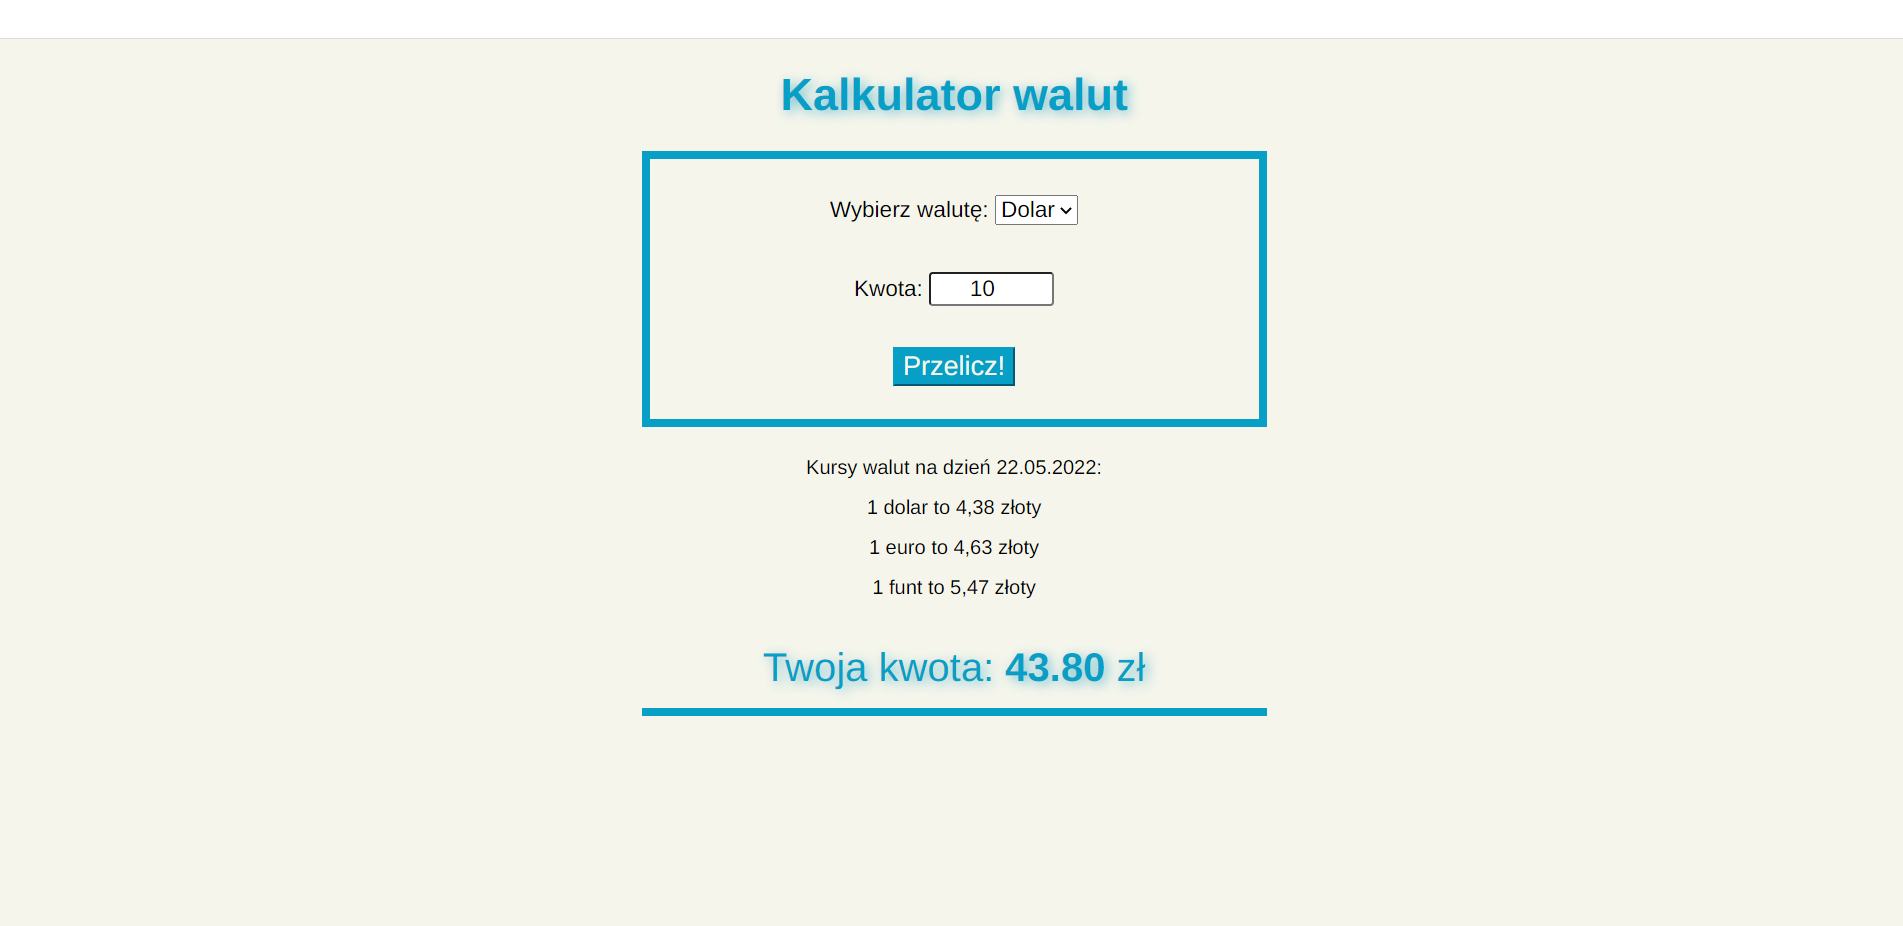 Kalkulator walut
Wybierz walutę: Dolar
Kwota: 10
Przelicz!
Kursy walut na dzień 22.05.2022:
1 dolar to 4,38 złoty
1 euro to 4,63 złoty
1 funt to 5,47 złoty
Twoja kwota: 43.80 zł